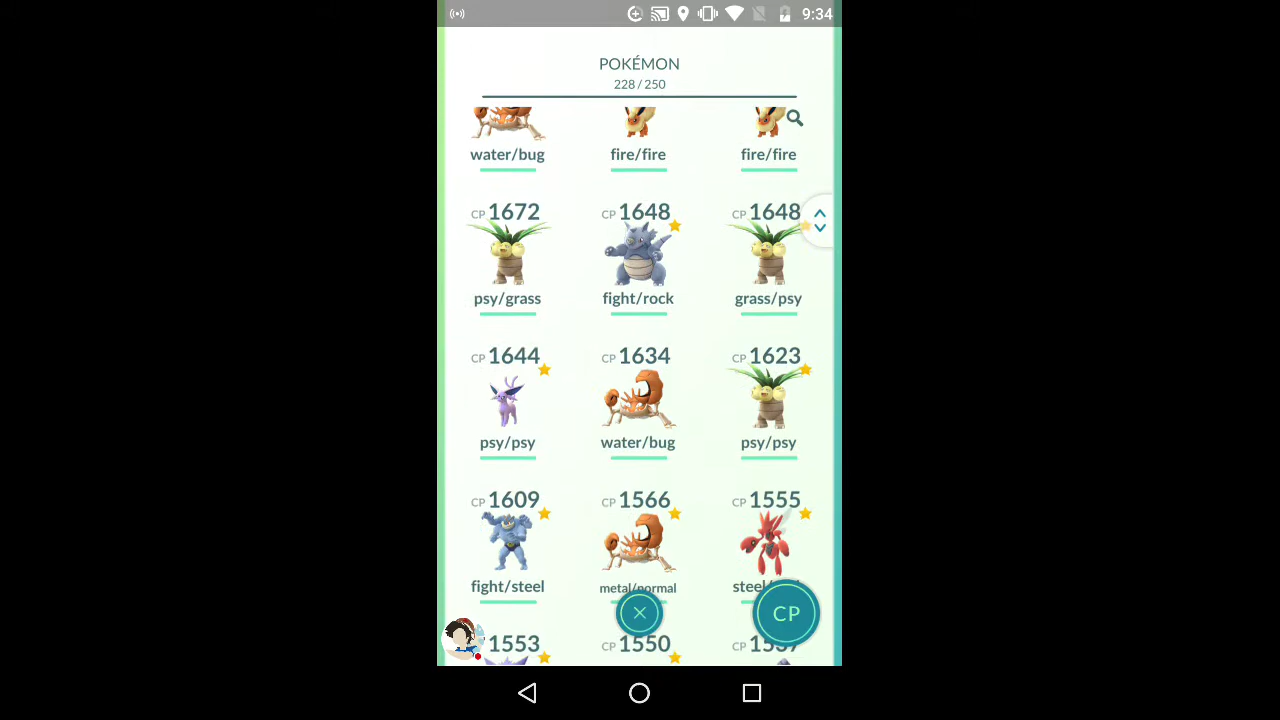 9:34
POKÉMON
228 / 250
water/bug fire/fire fire/fire
CP 1672 CP 1648 CP 1648
psy/grass fight/rock grass/psy
CP 1644 CP 1634 CP 1623
psy/psy water/bug psy/psy
CP 1609 CP 1566 CP 1555
fight/steel metal/normal
CP
1553 CP 1550 CP